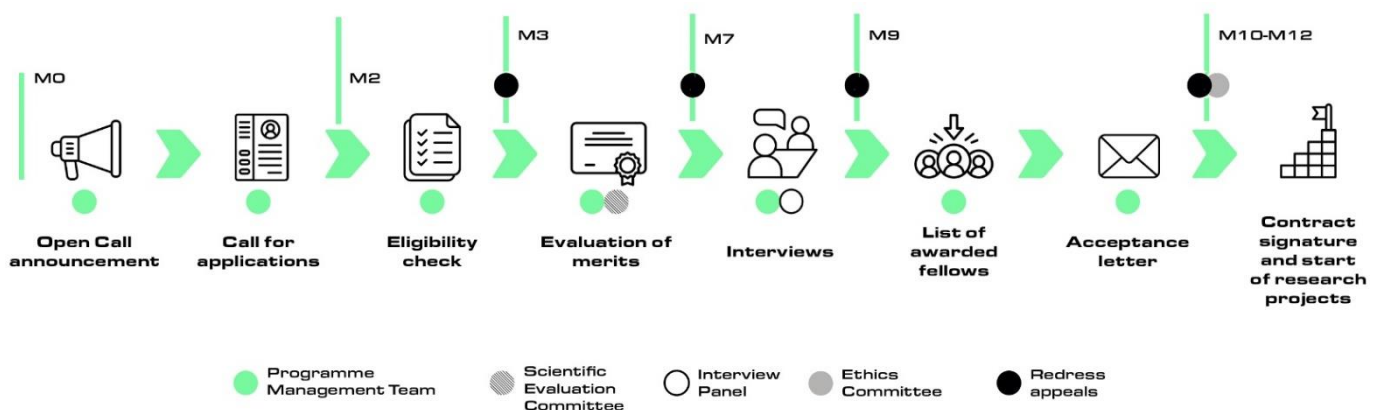 M0
M2
M3
M7
M9
M10-M12
Open Call
announcement
Call for
applications
Eligibility
check
Evaluation of
merits
Interviews
List of
awarded
fellows
Acceptance
letter
Contract
signature
and start
of research
projects
Programme
Management Team
Scientific
Evaluation
Committee
Interview
Panel
Ethics
Committee
Redress
appeals